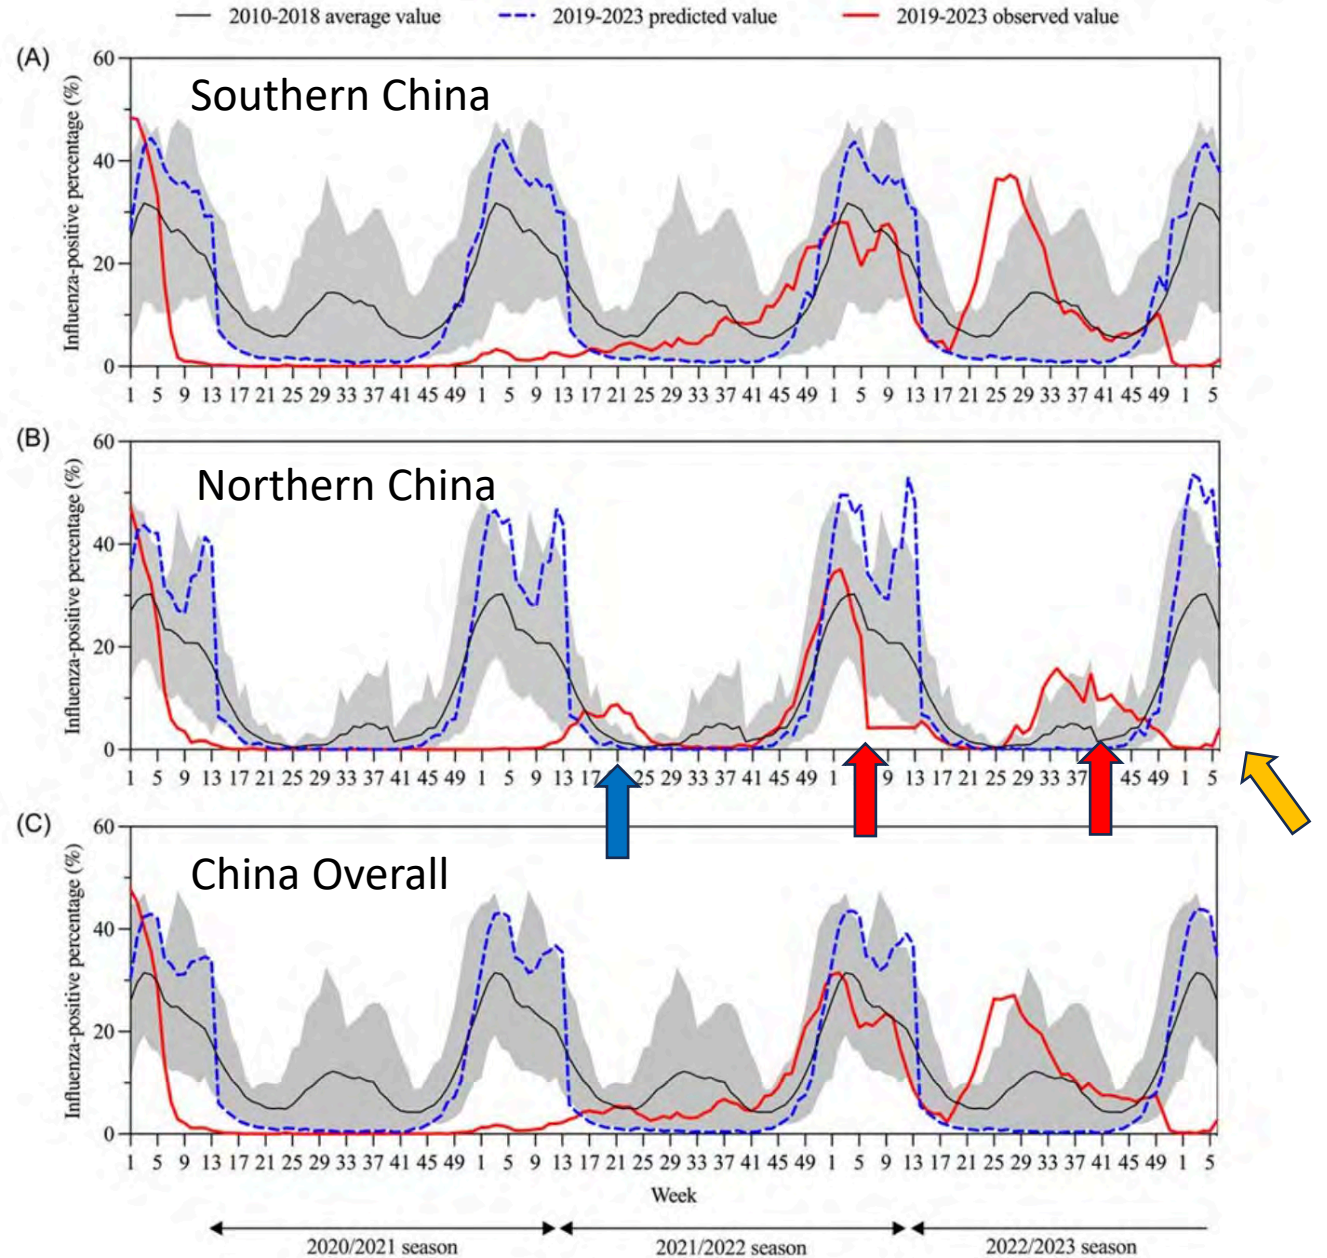 2010-2018 average value 2019-2023 predicted value 2019-2023 observed value
(A)
Southern China
Influenza-positive percentage (%)
60
40
20
0
1 5 9 13 17 21 25 29 33 37 41 45 49 1 5 9 13 17 21 25 29 33 37 41 45 49 1 5 9 13 17 21 25 29 33 37 41 45 49 1 5
(B)
Northern China
Influenza-positive percentage (%)
60
40
20
0
1 5 9 13 17 21 25 29 33 37 41 45 49 1 5 9 13 17 25 29 33 37 41 45 49 1 5 9 13 17 21 25 29 33 37 45 49 1 5
(C)
China Overall
Influenza-positive percentage (%)
60
40
20
0
1 5 9 13 17 21 25 29 33 37 41 45 49 1 5 9 13 17 21 25 29 33 37 41 45 49 1 5 9 13 17 21 25 29 33 37 41 45 49 1 5
Week
2020/2021 season 2021/2022 season 2022/2023 season